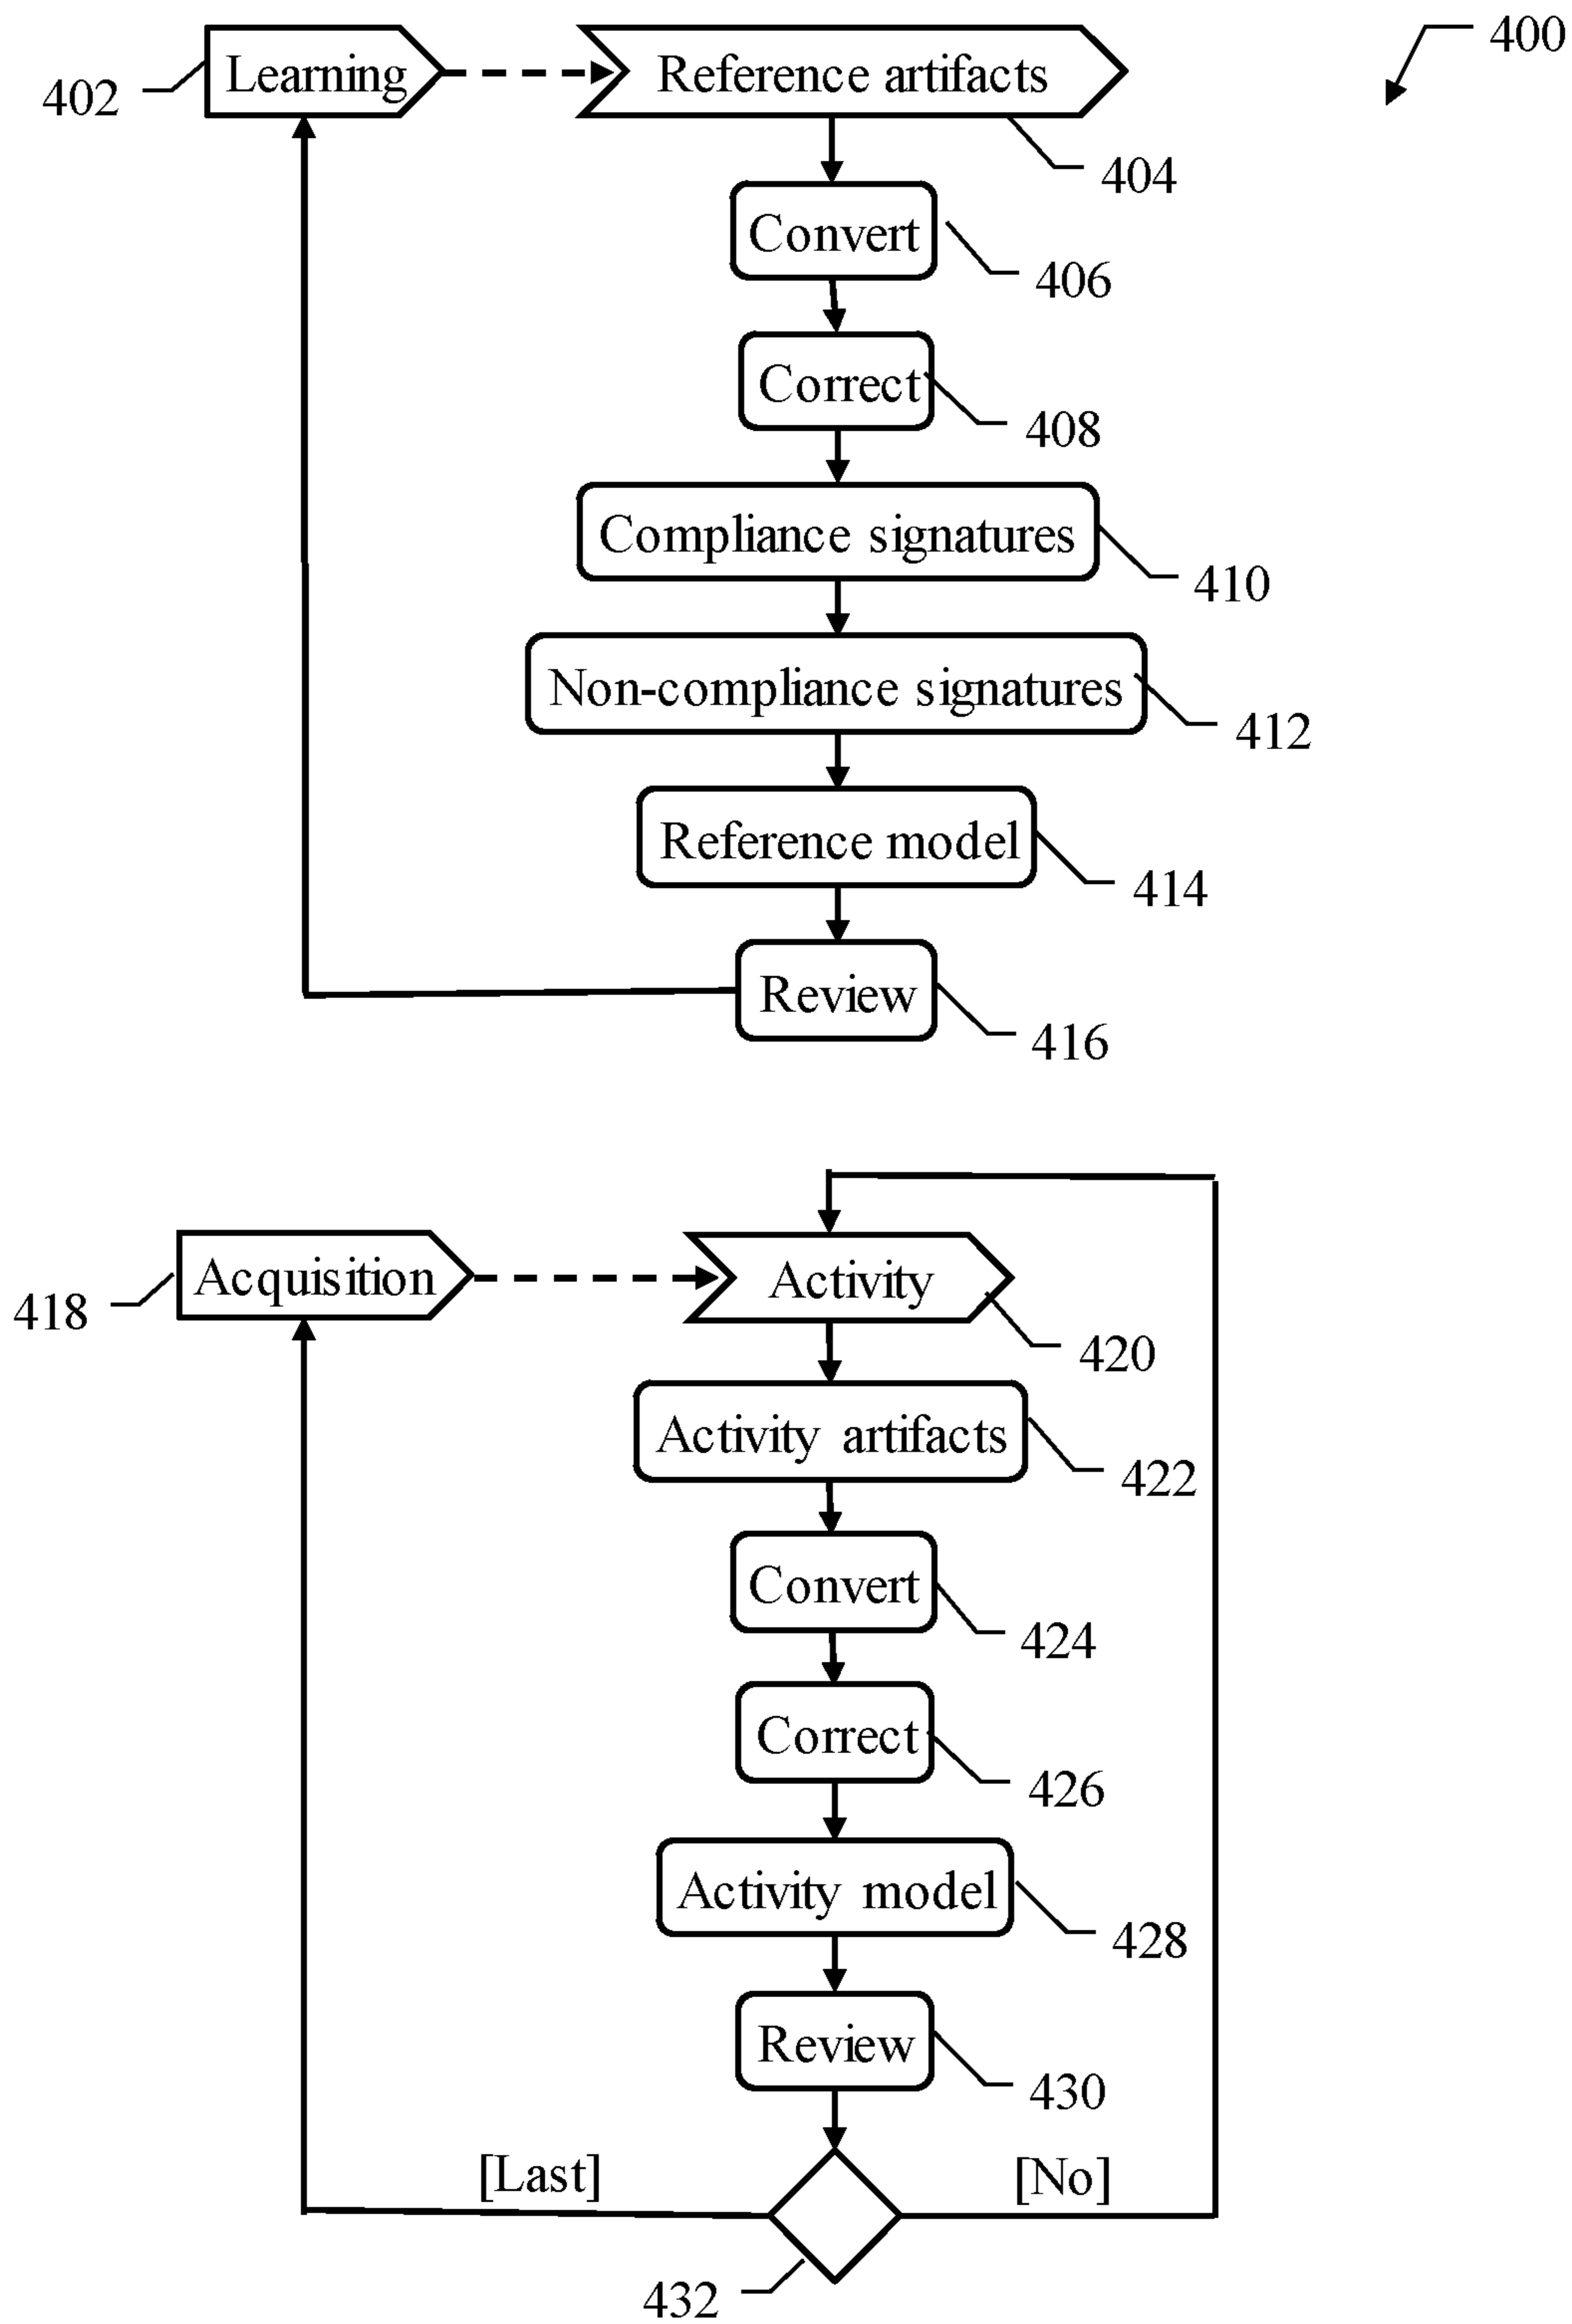 400
Learning
402
Reference artifacts
404
Convert
406
Correct
408
Compliance signatures
410
Non-compliance signatures
412
Reference model
414
Review
416
Acquisition
418
Activity
420
Activity artifacts
422
Convert
424
Correct
426
Activity model
428
Review
430
[Last]
[No]
432